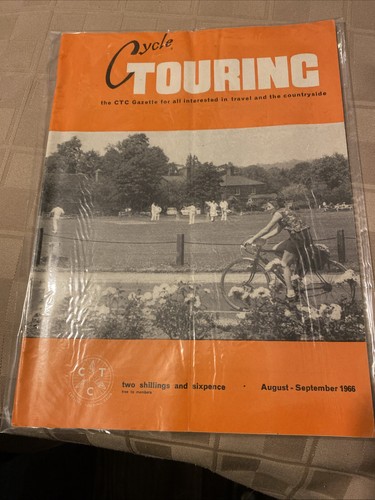 Cycle
TOURING
the CTC Gazette for all interested in travel and the countryside
CTC
two shillings and sixpence · August - September 1966
free to members